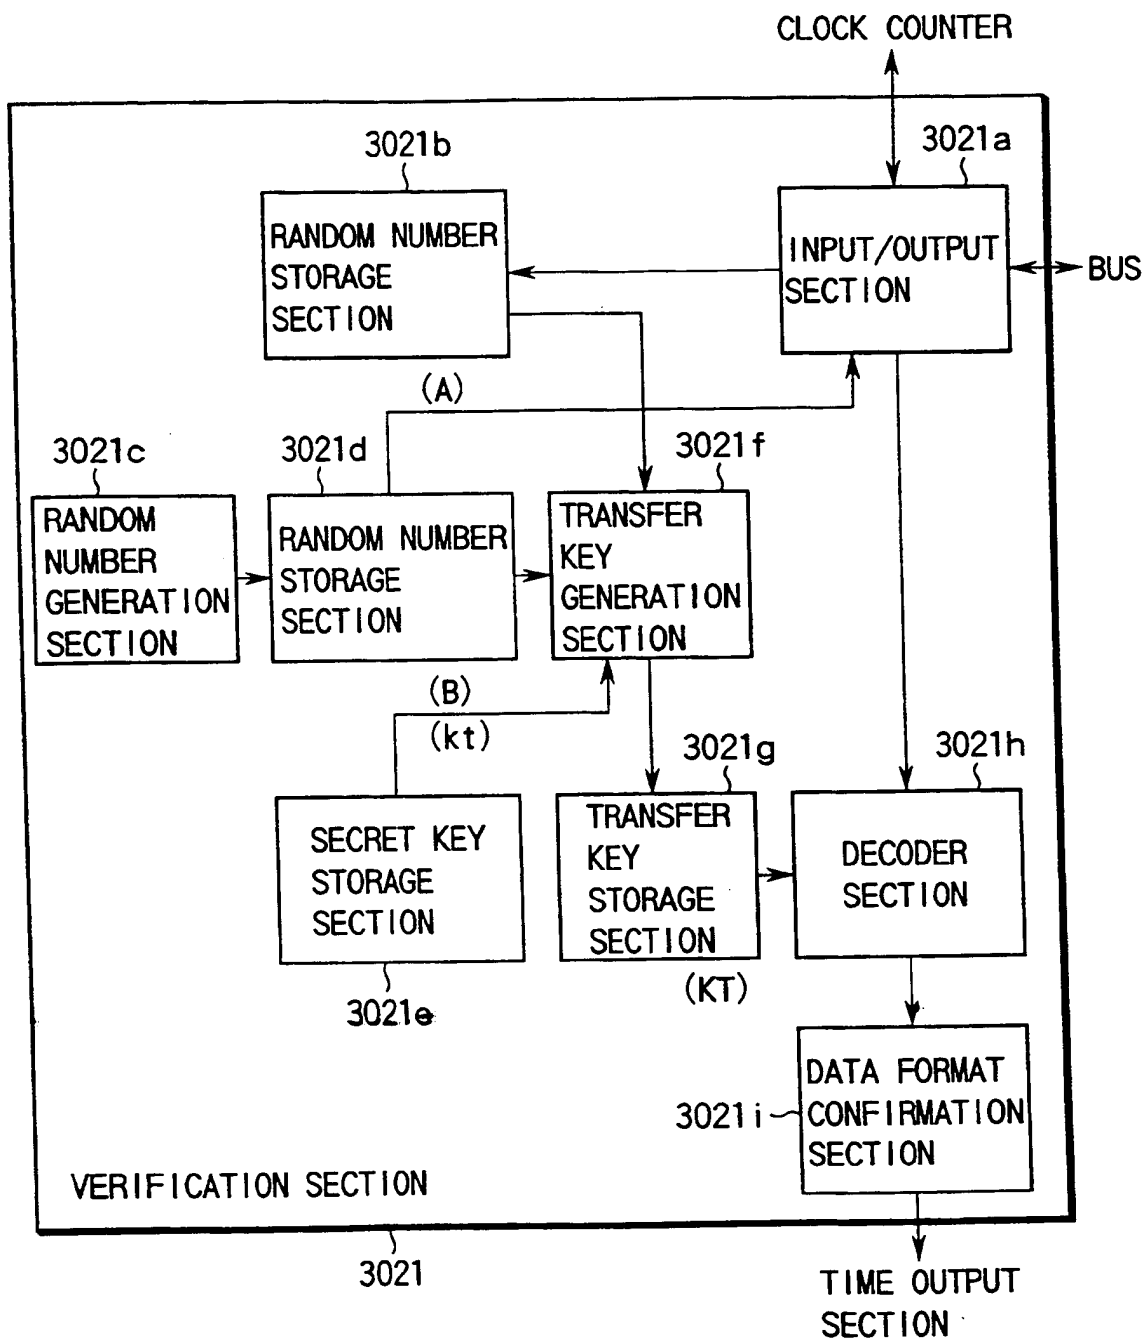 CLOCK COUNTER
3021b
3021a
RANDOM NUMBER
STORAGE
SECTION
INPUT/OUTPUT
SECTION
BUS
(A)
3021c
3021d
3021f
RANDOM
NUMBER
GENERATION
SECTION
RANDOM NUMBER
STORAGE
SECTION
TRANSFER
KEY
GENERATION
SECTION
(B)
(kt)
3021g
3021h
SECRET KEY
STORAGE
SECTION
TRANSFER
KEY
STORAGE
SECTION
DECODER
SECTION
(KT)
3021e
DATA FORMAT
CONFIRMATION
SECTION
3021i
VERIFICATION SECTION
3021
TIME OUTPUT
SECTION